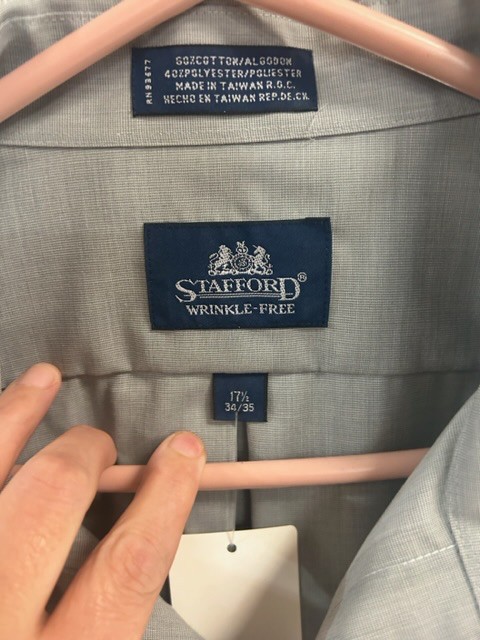 60%COTTON/ALGODON
40%POLYESTER/POLIESTER
MADE IN TAIWAN R.O.C.
HECHO EN TAIWAN REP.DE.CH.
RN93677
STAFFORD®
WRINKLE-FREE
17½
34/35